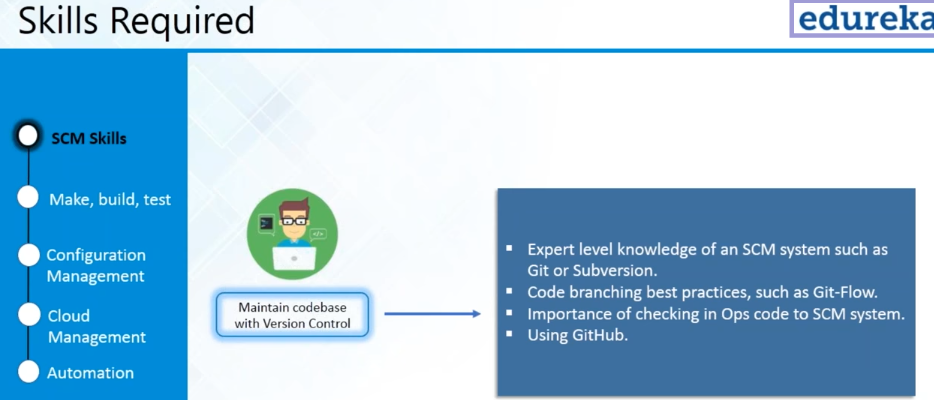 Skills Required
edureka
SCM Skills
Make, build, test
Configuration
Management
Cloud
Management
Automation
Maintain codebase
with Version Control
▪ Expert level knowledge of an SCM system such as
Git or Subversion.
▪ Code branching best practices, such as Git-Flow.
▪ Importance of checking in Ops code to SCM system.
▪ Using GitHub.